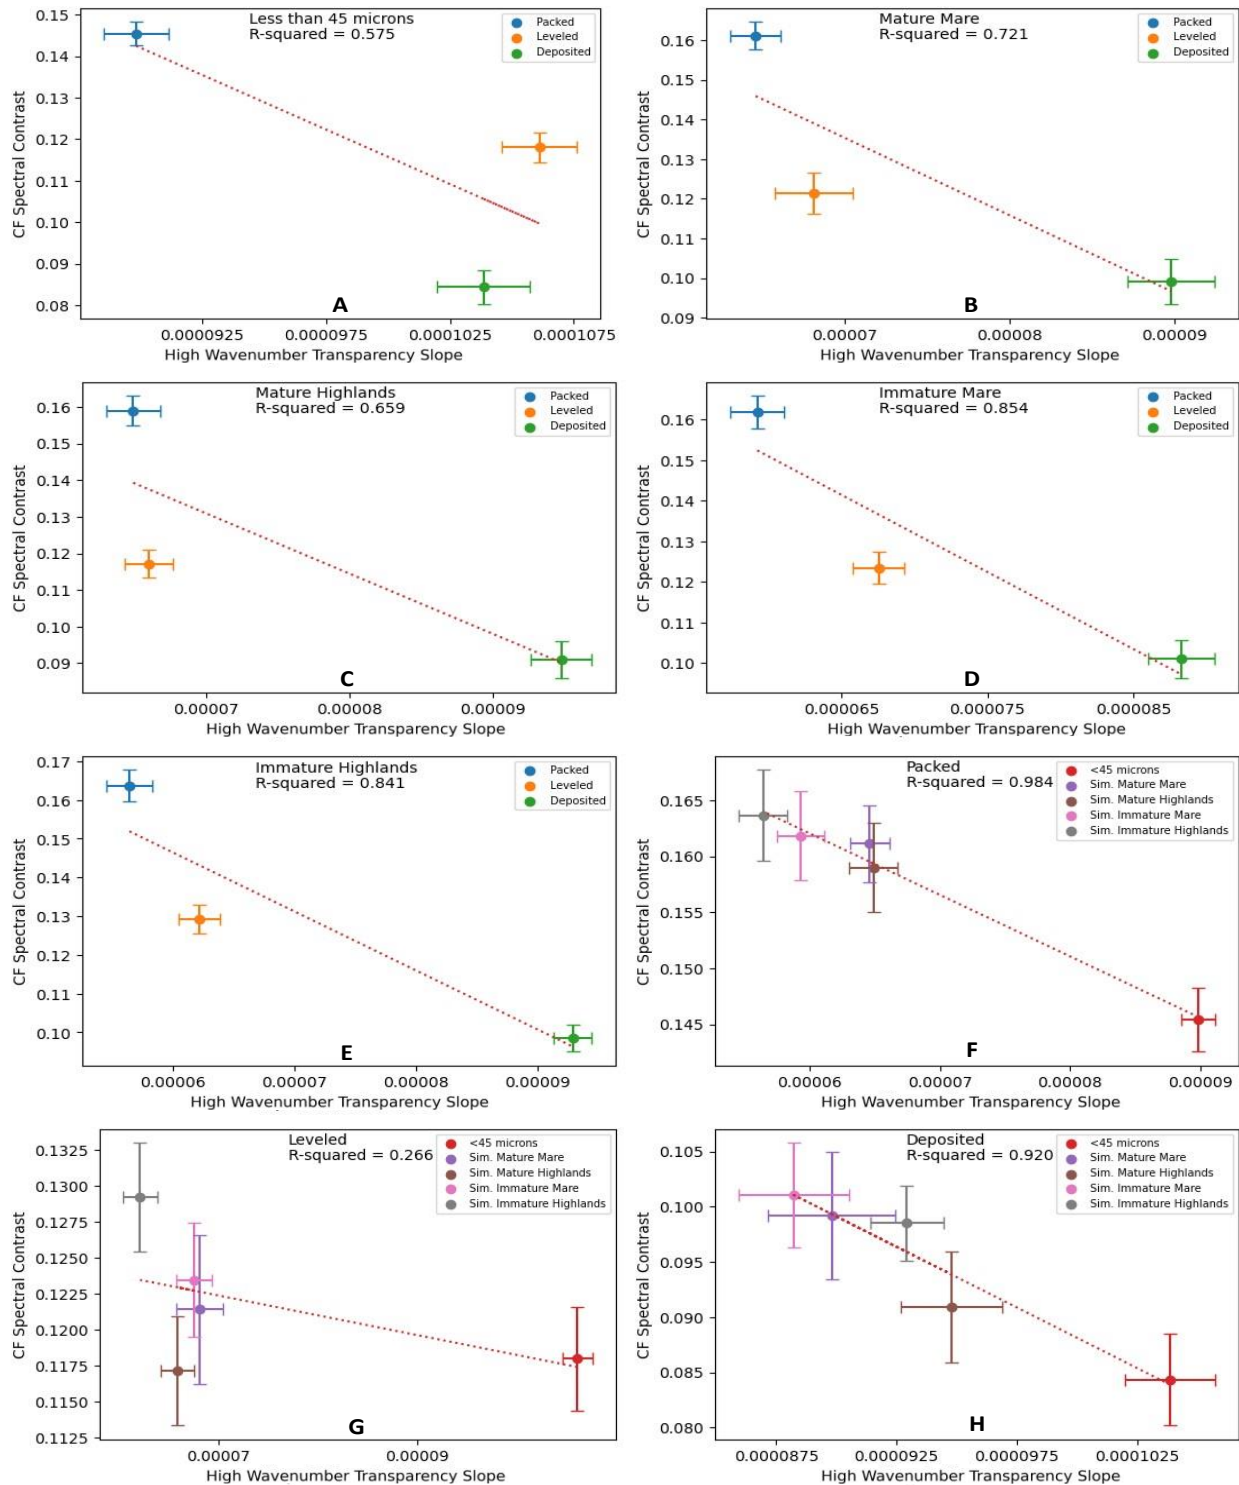 Less than 45 microns
R-squared = 0.575
Packed
Leveled
Deposited
0.15
0.14
0.13
0.12
0.11
0.10
0.09
0.08
CF Spectral Contrast
A
0.0000925
0.0000975
0.0001025
0.0001075
High Wavenumber Transparency Slope
Mature Mare
R-squared = 0.721
Packed
Leveled
Deposited
0.16
0.15
0.14
0.13
0.12
0.11
0.10
0.09
CF Spectral Contrast
B
0.00007
0.00008
0.00009
High Wavenumber Transparency Slope
Mature Highlands
R-squared = 0.659
Packed
Leveled
Deposited
0.16
0.15
0.14
0.13
0.12
0.11
0.10
0.09
CF Spectral Contrast
C
0.00007
0.00008
0.00009
High Wavenumber Transparency Slope
Immature Mare
R-squared = 0.854
Packed
Leveled
Deposited
0.16
0.15
0.14
0.13
0.12
0.11
0.10
CF Spectral Contrast
D
0.000065
0.000075
0.000085
High Wavenumber Transparency Slope
Immature Highlands
R-squared = 0.841
Packed
Leveled
Deposited
0.17
0.16
0.15
0.14
0.13
0.12
0.11
0.10
CF Spectral Contrast
E
0.00006
0.00007
0.00008
0.00009
High Wavenumber Transparency Slope
Packed
R-squared = 0.984
<45 microns
Sim. Mature Mare
Sim. Mature Highlands
Sim. Immature Mare
Sim. Immature Highlands
0.165
0.160
0.155
0.150
0.145
CF Spectral Contrast
F
0.00006
0.00007
0.00008
0.00009
High Wavenumber Transparency Slope
Leveled
R-squared = 0.266
<45 microns
Sim. Mature Mare
Sim. Mature Highlands
Sim. Immature Mare
Sim. Immature Highlands
0.1325
0.1300
0.1275
0.1250
0.1225
0.1200
0.1175
0.1150
0.1125
CF Spectral Contrast
G
0.00007
0.00009
High Wavenumber Transparency Slope
Deposited
R-squared = 0.920
<45 microns
Sim. Mature Mare
Sim. Mature Highlands
Sim. Immature Mare
Sim. Immature Highlands
0.105
0.100
0.095
0.090
0.085
0.080
CF Spectral Contrast
H
0.0000875
0.0000925
0.0000975
0.0001025
High Wavenumber Transparency Slope